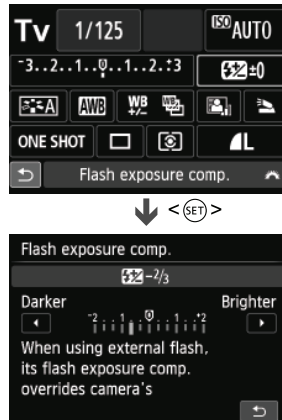 Tv 1/125 ISO AUTO
-3..2..1..0..1..2.+3 ±0
A AWB WB +/-
ONE SHOT L
Flash exposure comp.
< SET >
Flash exposure comp.
-2/3
Darker Brighter
-2..1..0..1..+2
When using external flash,
its flash exposure comp.
overrides camera's